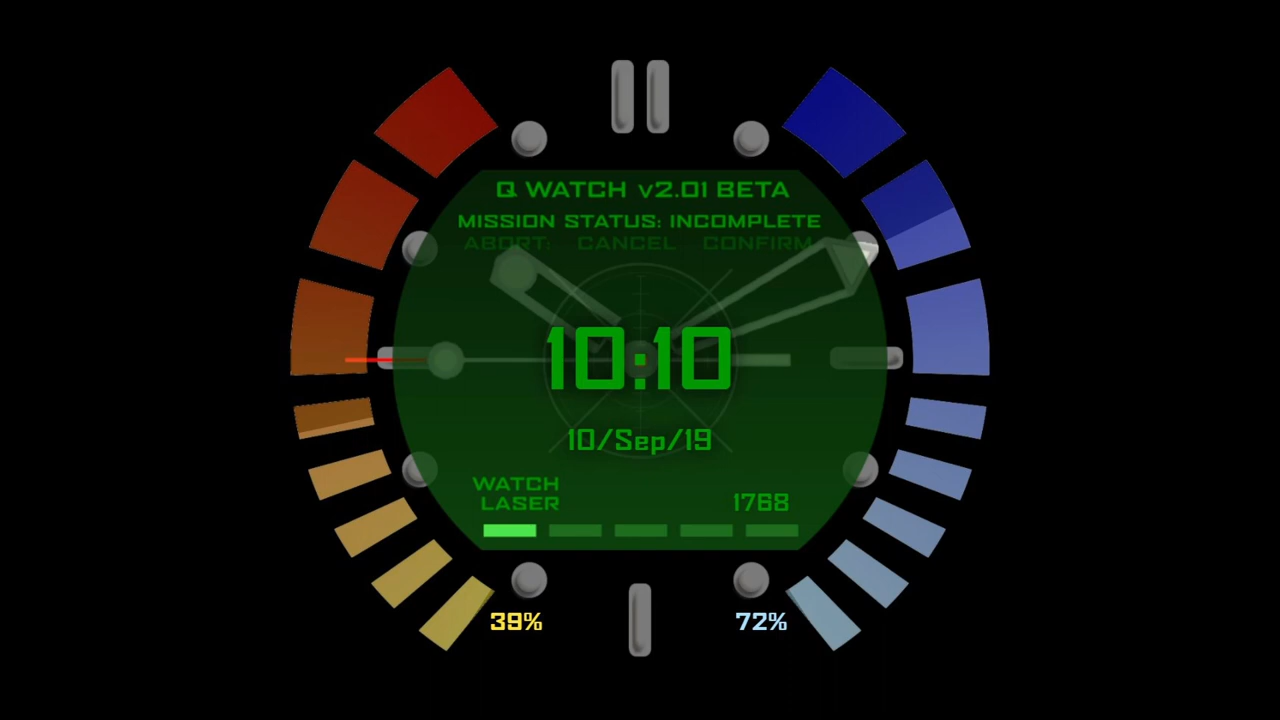 Q WATCH v2.01 BETA
MISSION STATUS: INCOMPLETE
ABORT: CANCEL CONFIRM
10:10
10/Sep/19
WATCH
LASER
1768
39%
72%